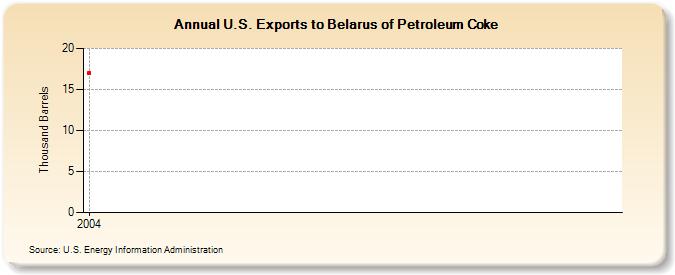 Annual U.S. Exports to Belarus of Petroleum Coke
Thousand Barrels
20
15
10
5
0
2004
Source: U.S. Energy Information Administration